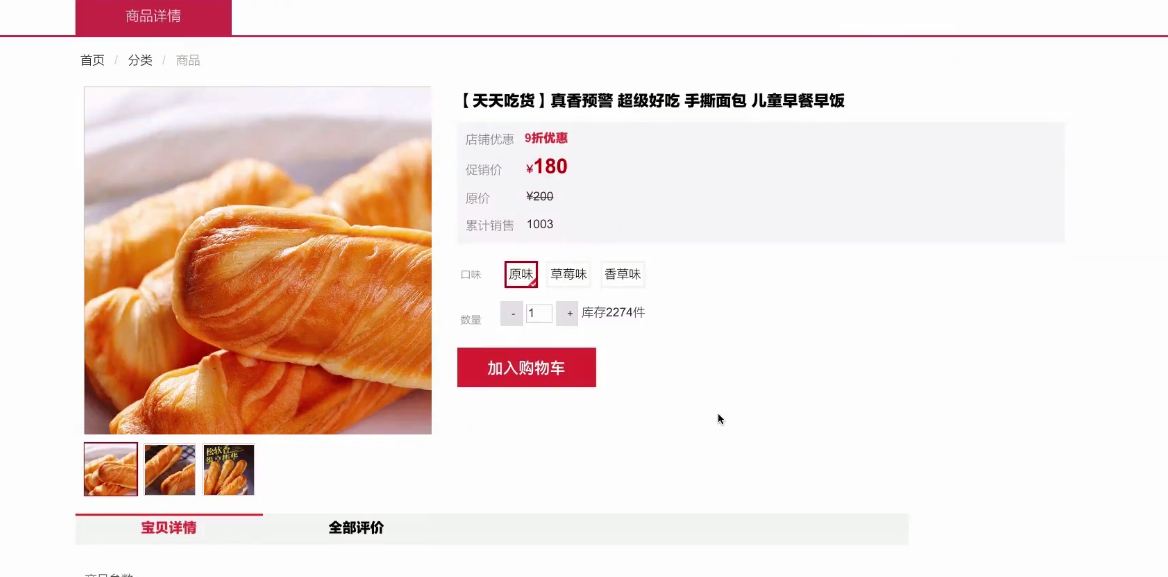 商品详情
首页 / 分类 / 商品
【天天吃货】真香预警 超级好吃 手撕面包 儿童早餐早饭
店铺优惠 9折优惠
促销价 ¥180
原价 ¥200
累计销售 1003
口味 原味 草莓味 香草味
数量 - 1 + 库存2274件
加入购物车
宝贝详情 全部评价